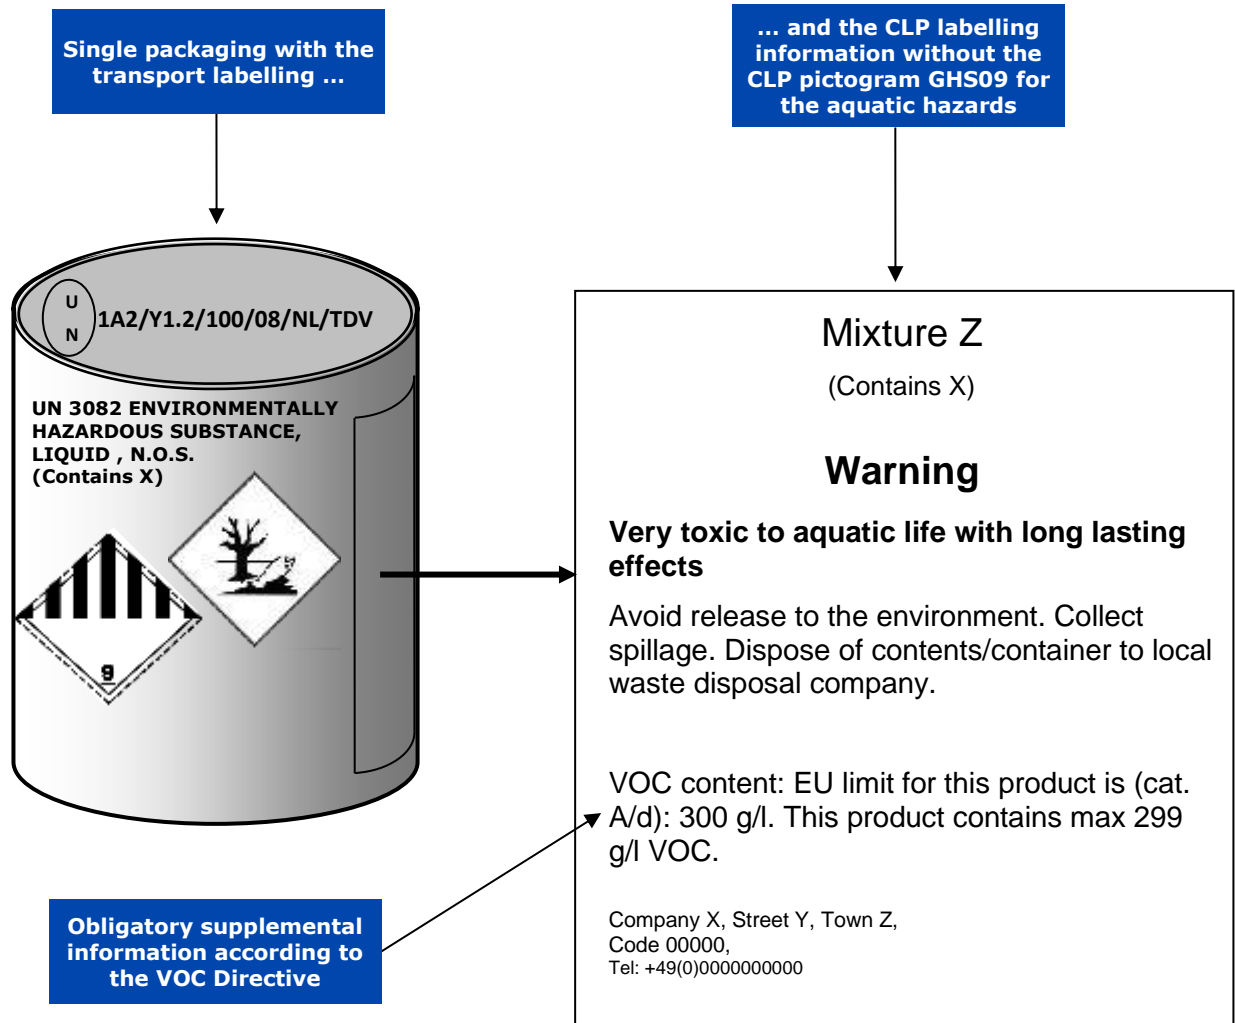 Single packaging with the
transport labelling ...
... and the CLP labelling
information without the
CLP pictogram GHS09 for
the aquatic hazards
U
N
1A2/Y1.2/100/08/NL/TDV
UN 3082 ENVIRONMENTALLY
HAZARDOUS SUBSTANCE,
LIQUID , N.O.S.
(Contains X)
9
Mixture Z
(Contains X)
Warning
Very toxic to aquatic life with long lasting
effects
Avoid release to the environment. Collect
spillage. Dispose of contents/container to local
waste disposal company.
VOC content: EU limit for this product is (cat.
A/d): 300 g/l. This product contains max 299
g/l VOC.
Company X, Street Y, Town Z,
Code 00000,
Tel: +49(0)0000000000
Obligatory supplemental
information according to
the VOC Directive